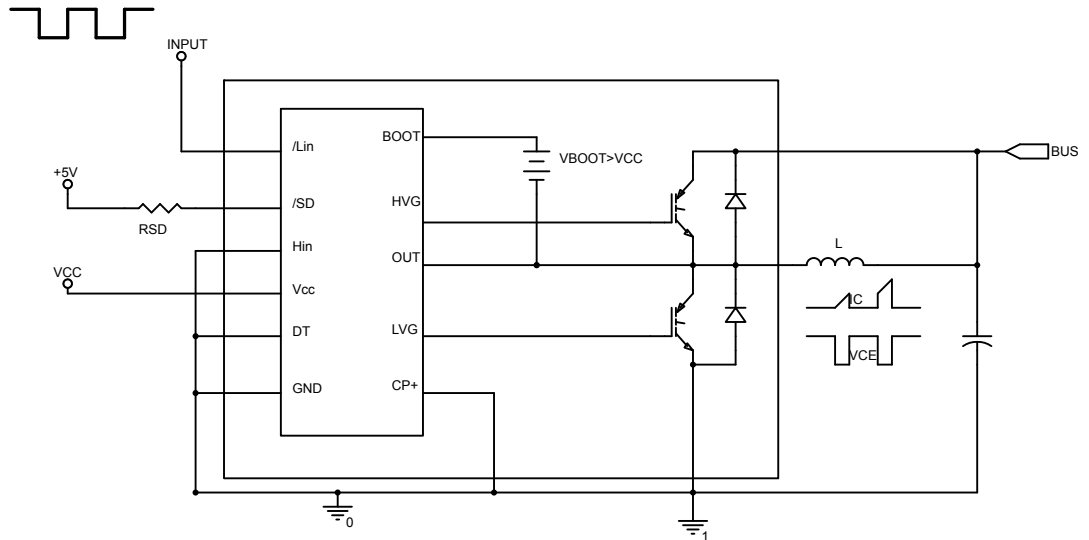 INPUT
/Lin
BOOT
VBOOT>VCC
BUS
+5V
/SD
HVG
RSD
Hin
OUT
L
VCC
Vcc
IC
DT
LVG
VCE
GND
CP+
0
1